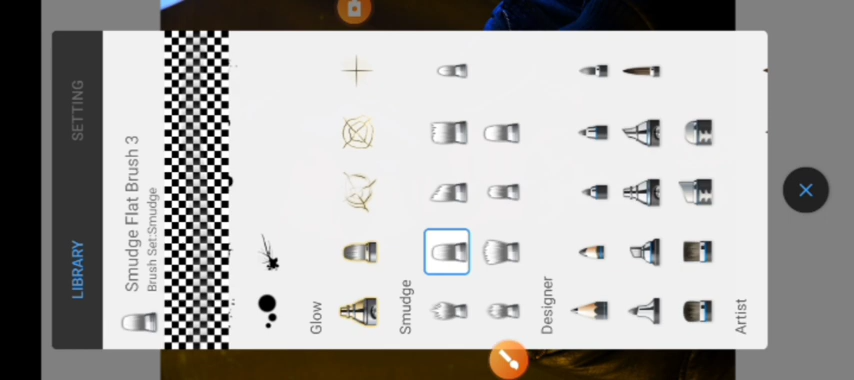 LIBRARY
SETTING
Smudge Flat Brush 3
Brush Set:Smudge
Glow
Smudge
Designer
Artist